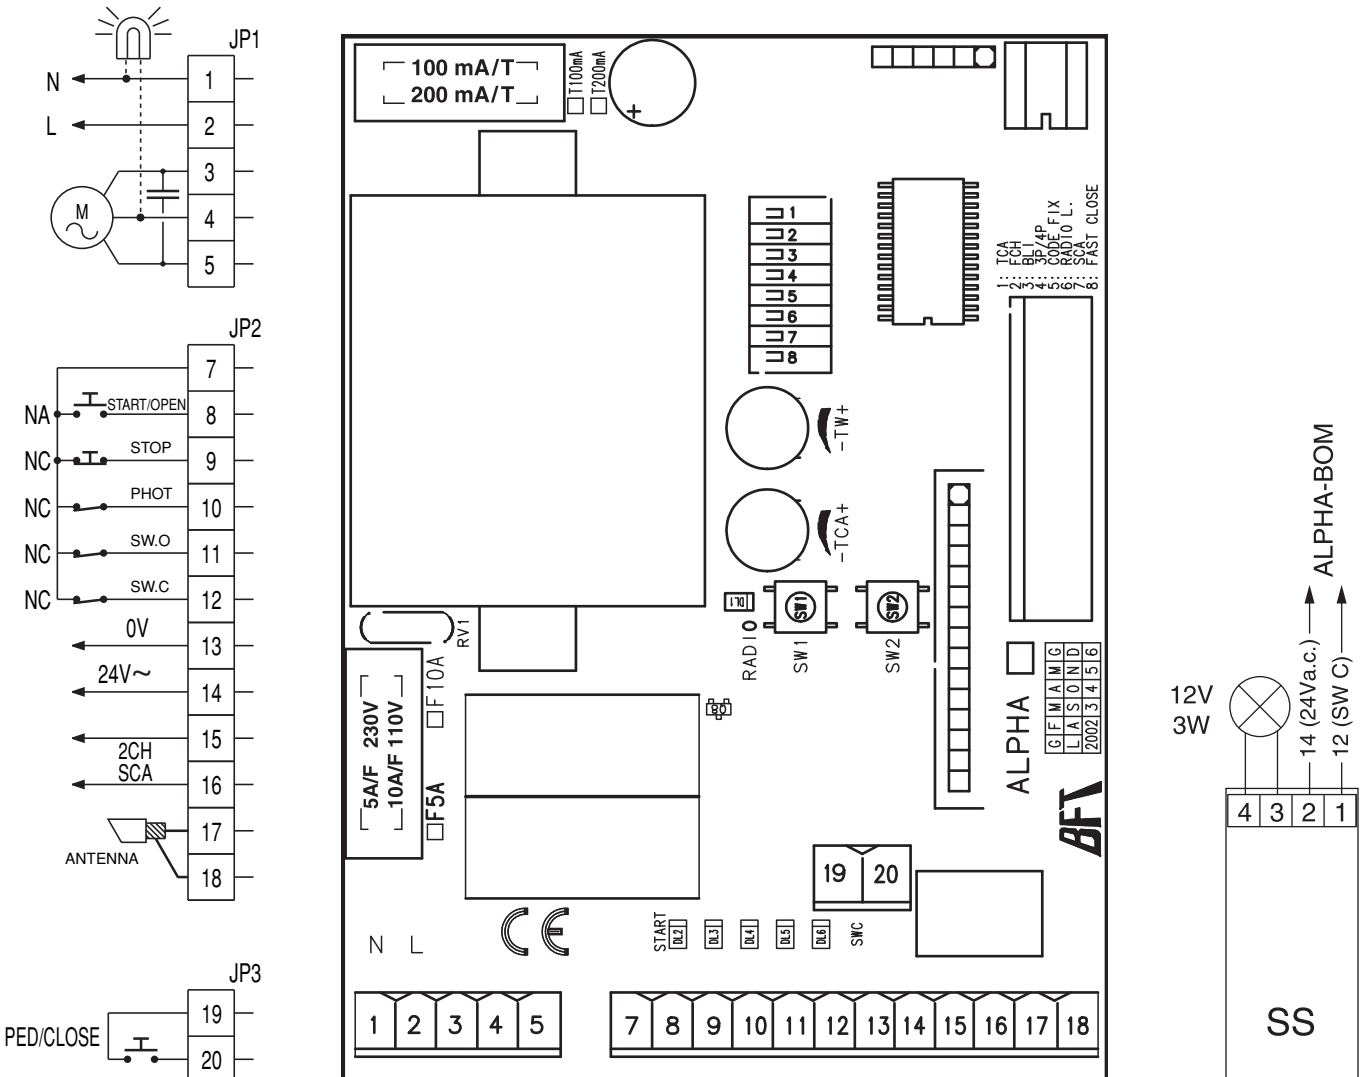 JP1
N
1
L
2
3
M
4
5
JP2
7
NA
START/OPEN
8
NC
STOP
9
NC
PHOT
10
NC
SW.O
11
NC
SW.C
12
0V
13
24V~
14
15
2CH
SCA
16
17
ANTENNA
18
JP3
19
PED/CLOSE
20
100 mA/T
200 mA/T
T100mA
T200mA
+
1
2
3
4
5
6
7
8
1: TCA
2: FCH
3: BLI
4: 3P/4P
5: CODE FIX
6: RADIO L.
7: SCA
8: FAST CLOSE
-TW+
-TCA+
DL1
RADIO
SW1
SW1
SW2
SW2
RV1
F10A
5A/F 230V
10A/F 110V
F5A
08
ALPHA
G F M A M G
L A S O N D
2002 3 4 5 6
BFT
19 20
N L
CE
START
DL2
DL3
DL4
DL5
DL6
SWC
1 2 3 4 5
7 8 9 10 11 12 13 14 15 16 17 18
ALPHA-BOM
14 (24Va.c.)
12 (SW C)
12V
3W
4 3 2 1
SS